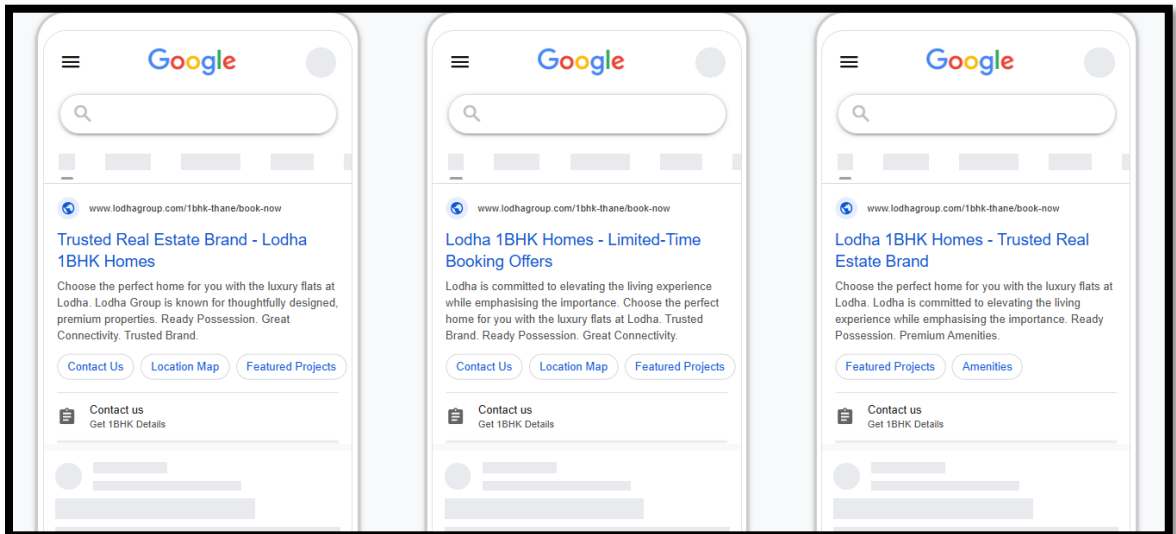 Google
www.lodhagroup.com/1bhk-thane/book-now
Trusted Real Estate Brand - Lodha
1BHK Homes
Choose the perfect home for you with the luxury flats at
Lodha. Lodha Group is known for thoughtfully designed,
premium properties. Ready Possession. Great
Connectivity. Trusted Brand.
Contact Us
Location Map
Featured Projects
Contact us
Get 1BHK Details
Google
www.lodhagroup.com/1bhk-thane/book-now
Lodha 1BHK Homes - Limited-Time
Booking Offers
Lodha is committed to elevating the living experience
while emphasising the importance. Choose the perfect
home for you with the luxury flats at Lodha. Trusted
Brand. Ready Possession. Great Connectivity.
Contact Us
Location Map
Featured Projects
Contact us
Get 1BHK Details
Google
www.lodhagroup.com/1bhk-thane/book-now
Lodha 1BHK Homes - Trusted Real
Estate Brand
Choose the perfect home for you with the luxury flats at
Lodha. Lodha is committed to elevating the living
experience while emphasising the importance. Ready
Possession. Premium Amenities.
Featured Projects
Amenities
Contact us
Get 1BHK Details